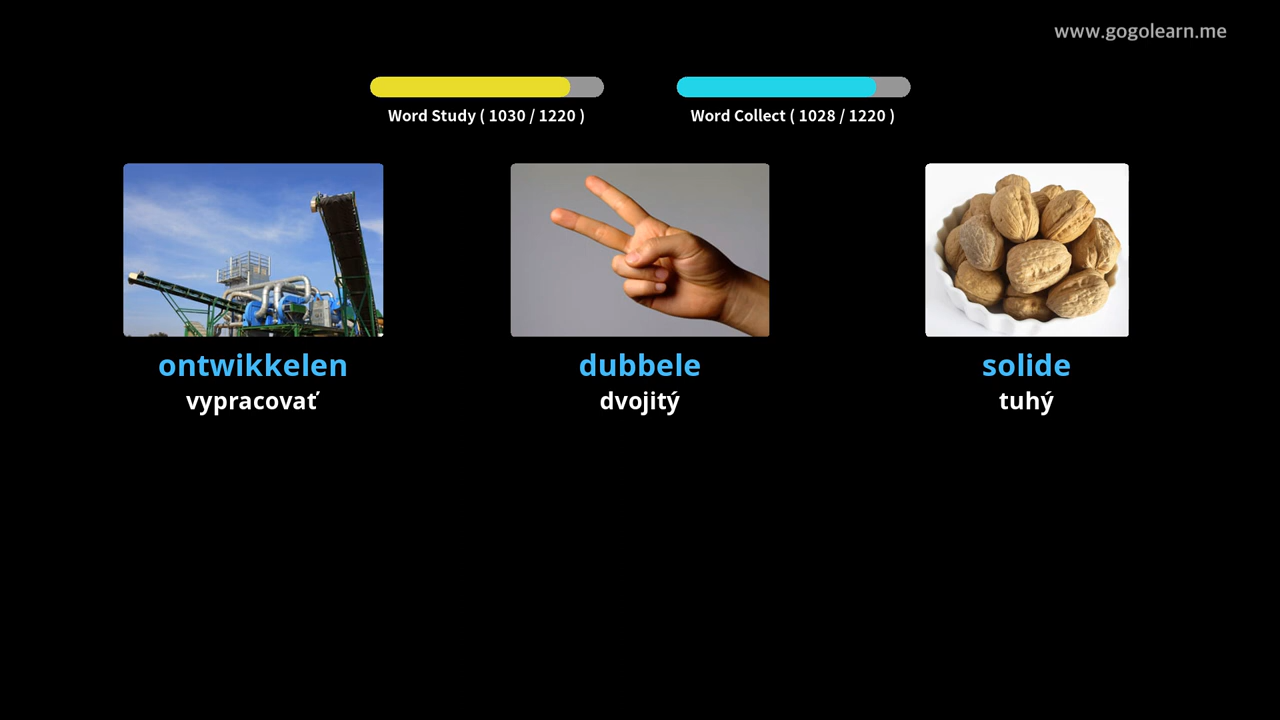 www.gogolearn.me
Word Study ( 1030 / 1220 )
Word Collect ( 1028 / 1220 )
ontwikkelen
vypracovať
dubbele
dvojitý
solide
tuhý